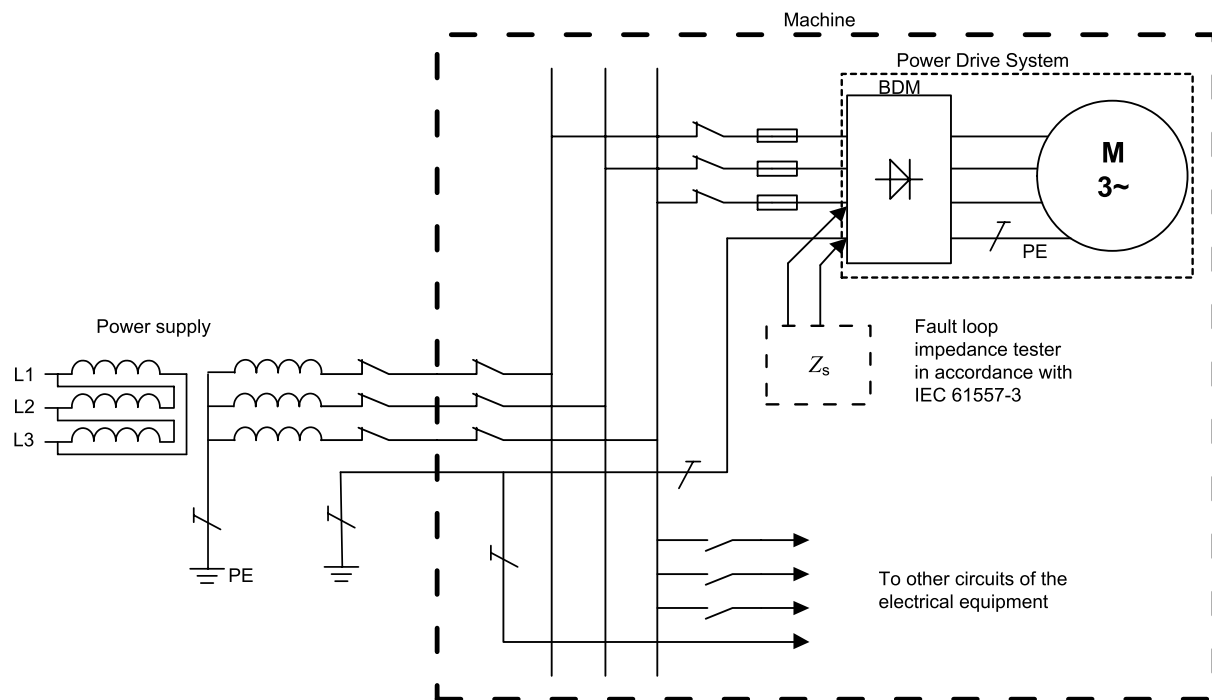 Machine
Power Drive System
BDM
M
3~
PE
Power supply
L1
L2
L3
Zs
Fault loop
impedance tester
in accordance with
IEC 61557-3
PE
To other circuits of the
electrical equipment